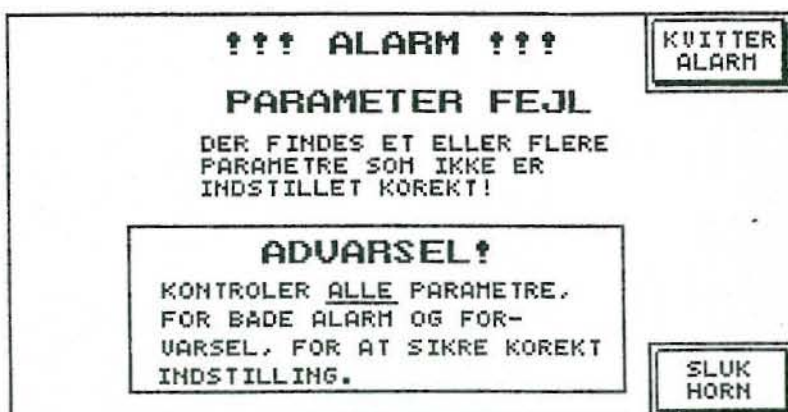 !!! ALARM !!!
KVITTER
ALARM
PARAMETER FEJL
DER FINDES ET ELLER FLERE
PARAMETRE SOM IKKE ER
INDSTILLET KOREKT!
ADVARSEL!
KONTROLER ALLE PARAMETRE,
FOR BADE ALARM OG FOR-
VARSEL, FOR AT SIKRE KOREKT
INDSTILLING.
SLUK
HORN